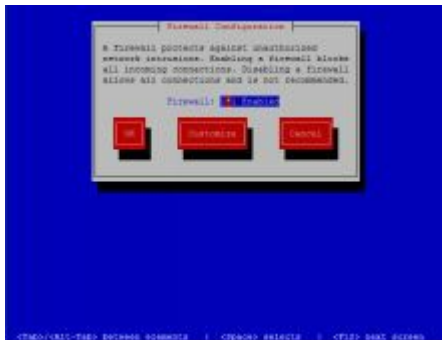 Firewall Configuration
A firewall protects against unauthorized
network intrusions. Enabling a firewall blocks
all incoming connections. Disabling a firewall
allows all connections and is not recommended.
Firewall: [*] Enabled
OK Customize Cancel
<Tab>/<Alt-Tab> between elements | <Space> selects | <F12> next screen